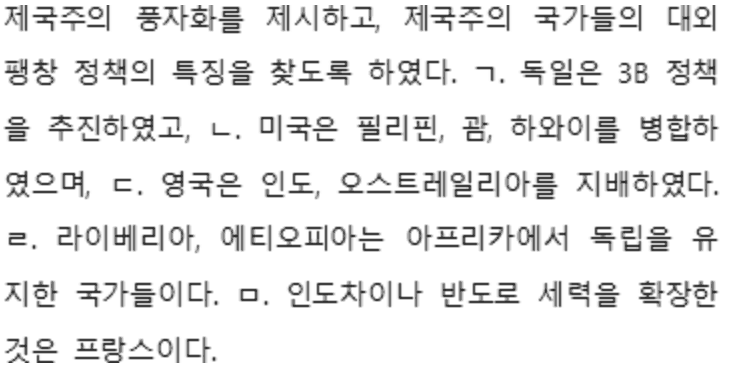 제국주의 풍자화를 제시하고, 제국주의 국가들의 대외
팽창 정책의 특징을 찾도록 하였다. ㄱ. 독일은 3B 정책
을 추진하였고, ㄴ. 미국은 필리핀, 괌, 하와이를 병합하
였으며, ㄷ. 영국은 인도, 오스트레일리아를 지배하였다.
ㄹ. 라이베리아, 에티오피아는 아프리카에서 독립을 유
지한 국가들이다. ㅁ. 인도차이나 반도로 세력을 확장한
것은 프랑스이다.